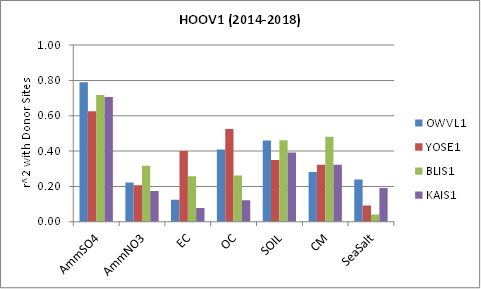 HOOV1 (2014-2018)
r^2 with Donor Sites
1.00
0.80
0.60
0.40
0.20
0.00
AmmSO4
AmmNO3
EC
OC
SOIL
CM
SeaSalt
OWVL1
YOSE1
BLIS1
KAIS1